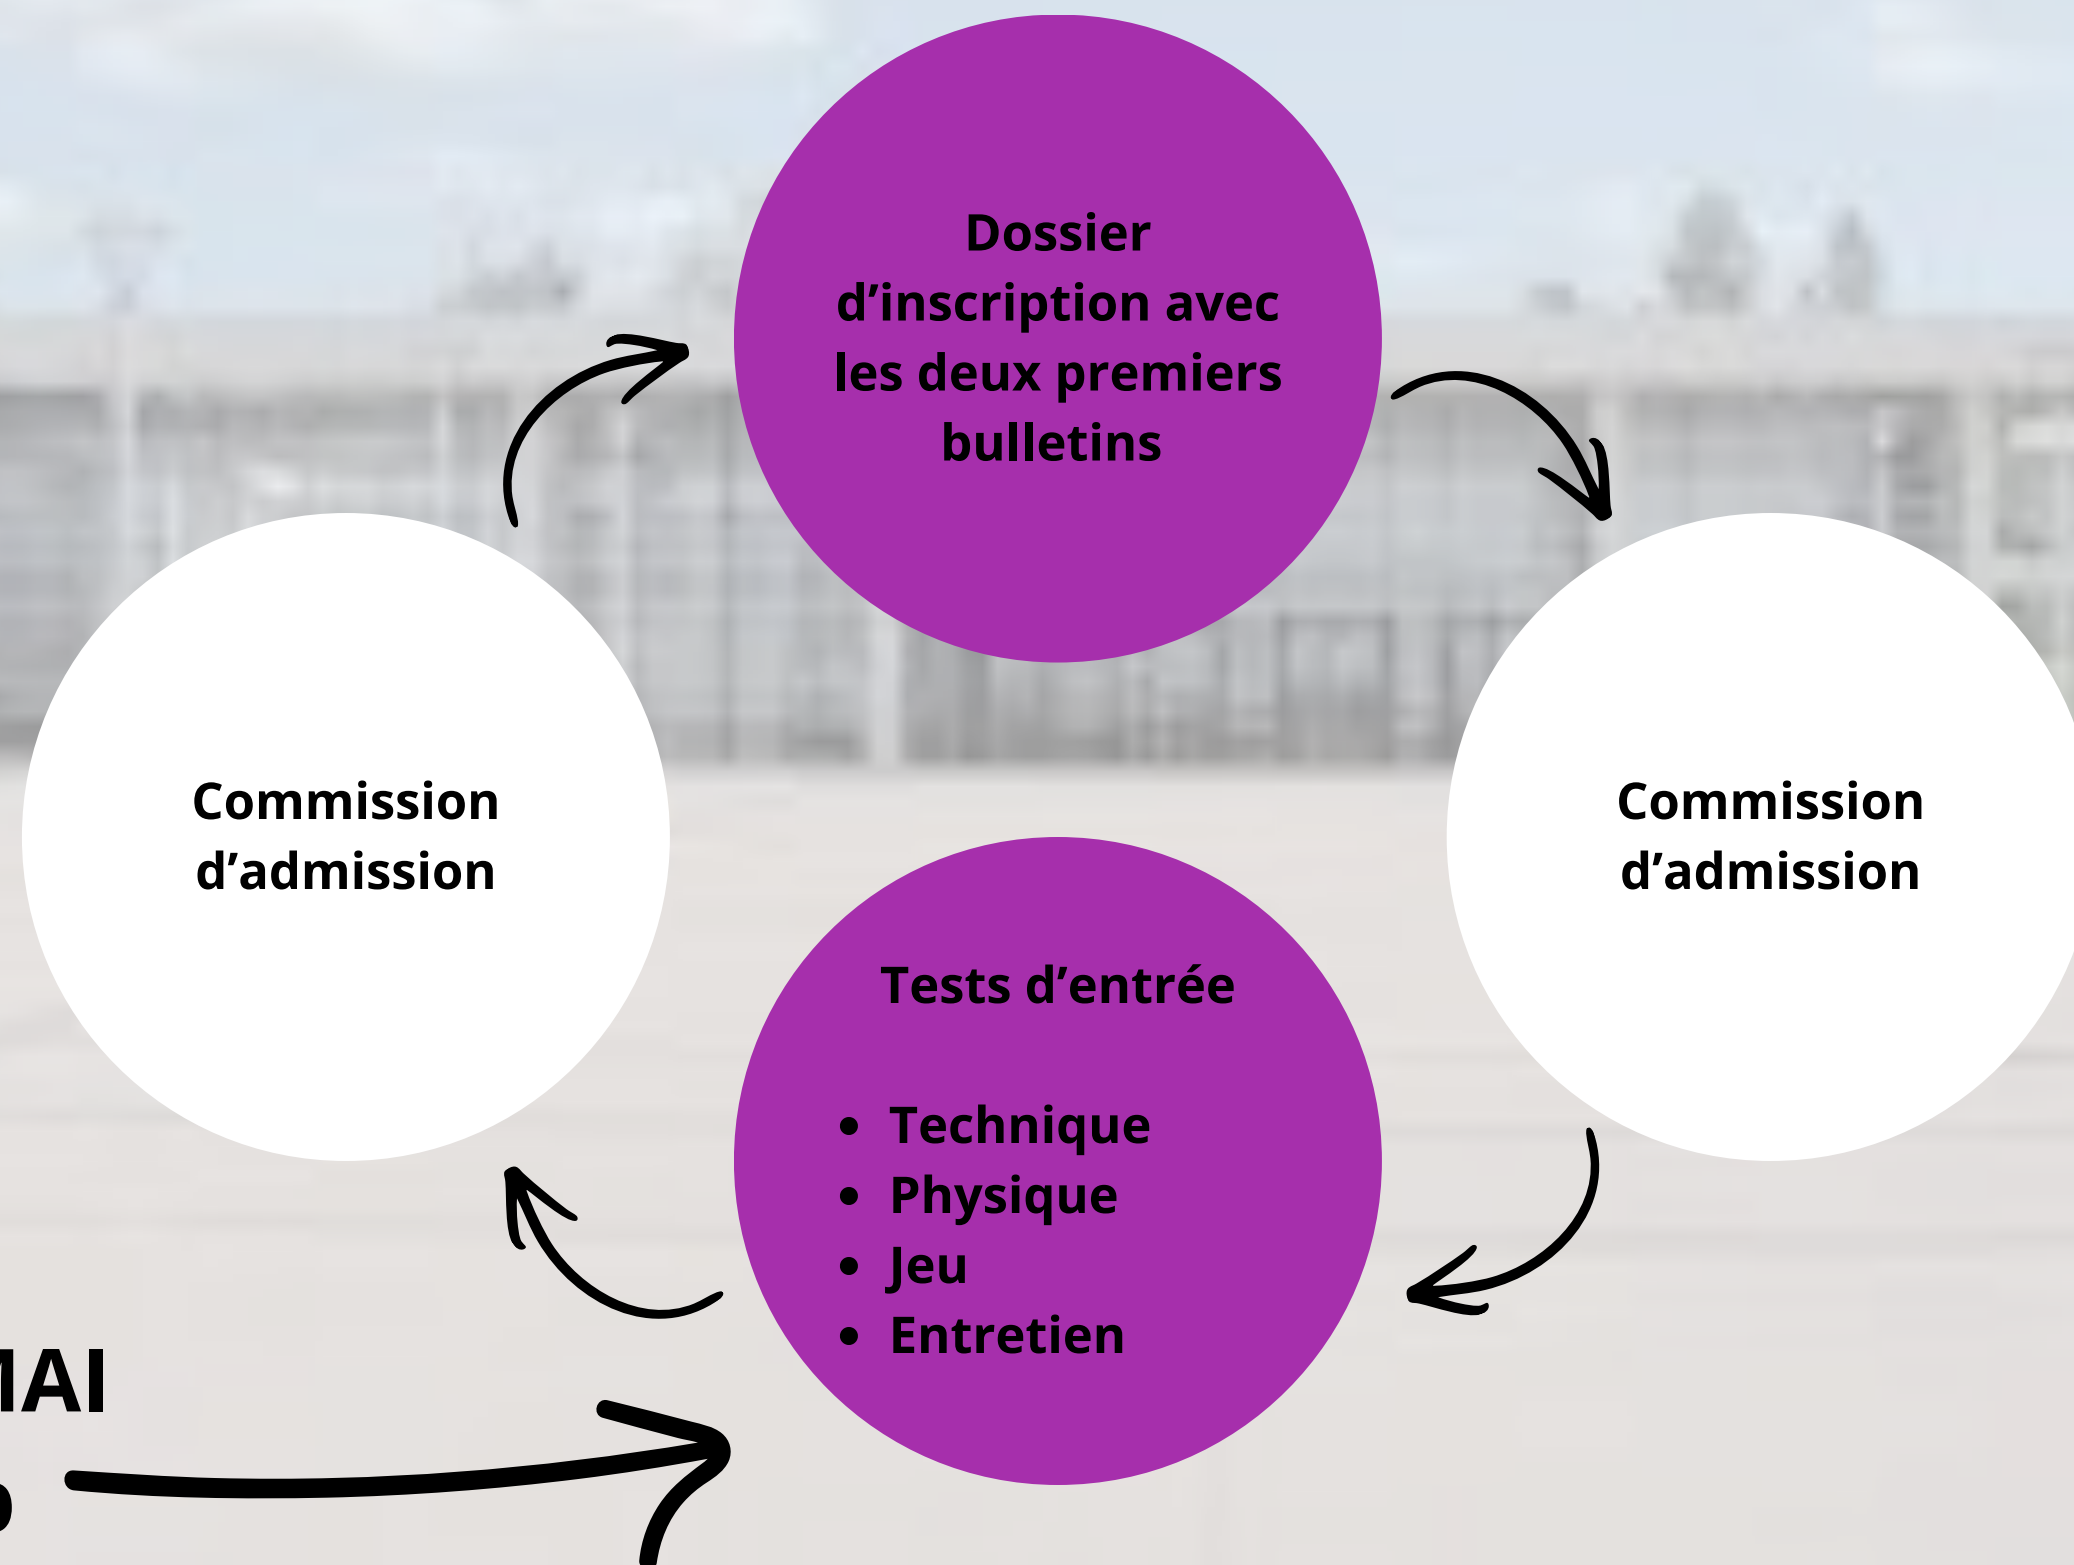 Dossier
d’inscription avec
les deux premiers
bulletins
Commission
d’admission
Commission
d’admission
Tests d’entrée
• Technique
• Physique
• Jeu
• Entretien